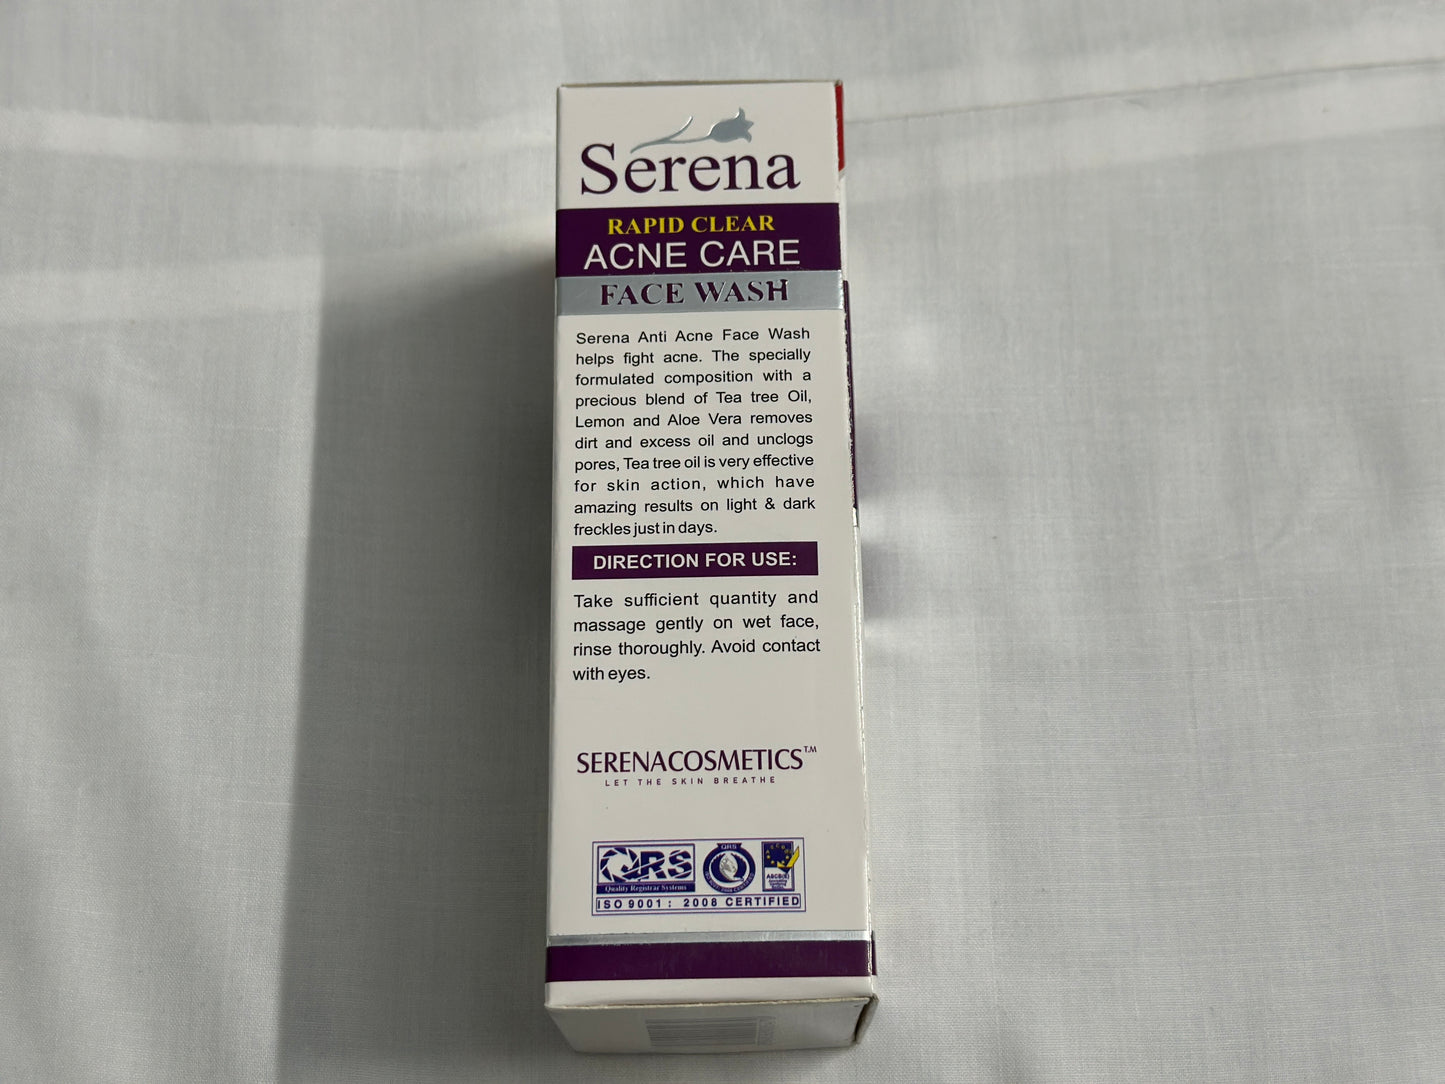 Serena
RAPID CLEAR
ACNE CARE
FACE WASH
Serena Anti Acne Face Wash
helps fight acne. The specially
formulated composition with a
precious blend of Tea tree Oil,
Lemon and Aloe Vera removes
dirt and excess oil and unclogs
pores, Tea tree oil is very effective
for skin action, which have
amazing results on light & dark
freckles just in days.
DIRECTION FOR USE:
Take sufficient quantity and
massage gently on wet face,
rinse thoroughly. Avoid contact
with eyes.
SERENACOSMETICS™
LET THE SKIN BREATHE
QRS
Quality Registrar Systems
QRS
ASCB(E)
ISO 9001 : 2008 CERTIFIED